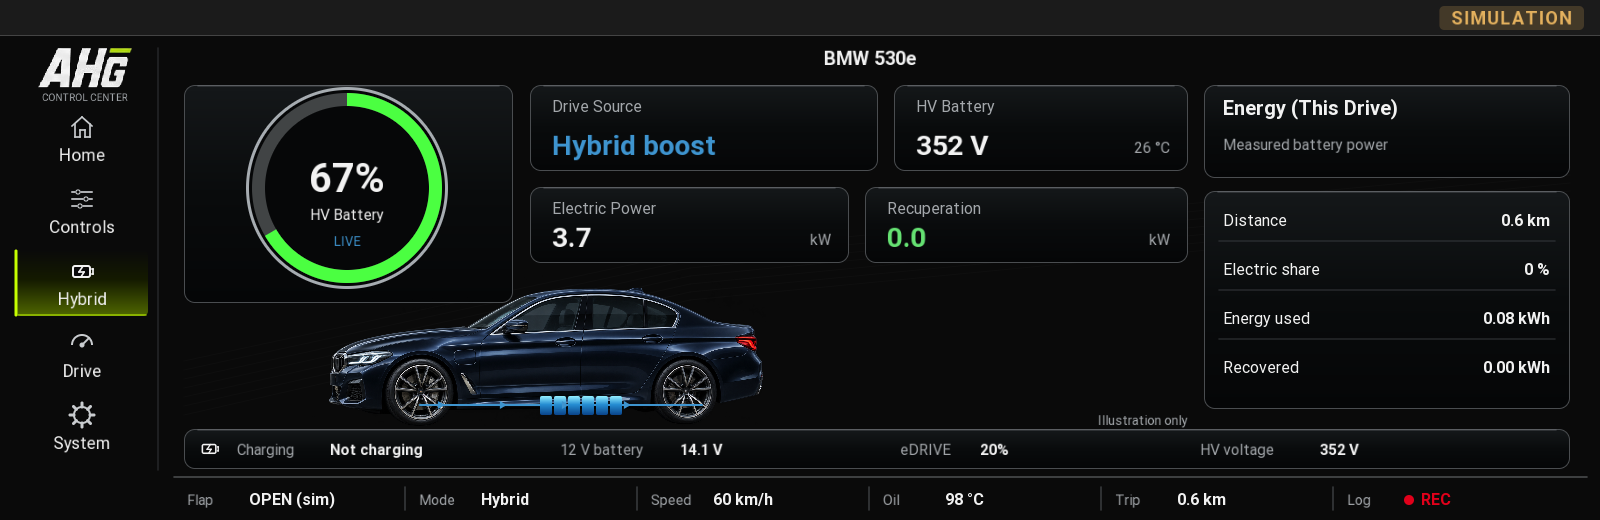 SIMULATION
AHG
CONTROL CENTER
Home
Controls
Hybrid
Drive
System
BMW 530e
67%
HV Battery
LIVE
Drive Source
Hybrid boost
HV Battery
352 V 26 °C
Electric Power
3.7 kW
Recuperation
0.0 kW
Energy (This Drive)
Measured battery power
Distance 0.6 km
Electric share 0 %
Energy used 0.08 kWh
Recovered 0.00 kWh
Illustration only
Charging Not charging 12 V battery 14.1 V eDRIVE 20% HV voltage 352 V
Flap OPEN (sim) Mode Hybrid Speed 60 km/h Oil 98 °C Trip 0.6 km Log REC